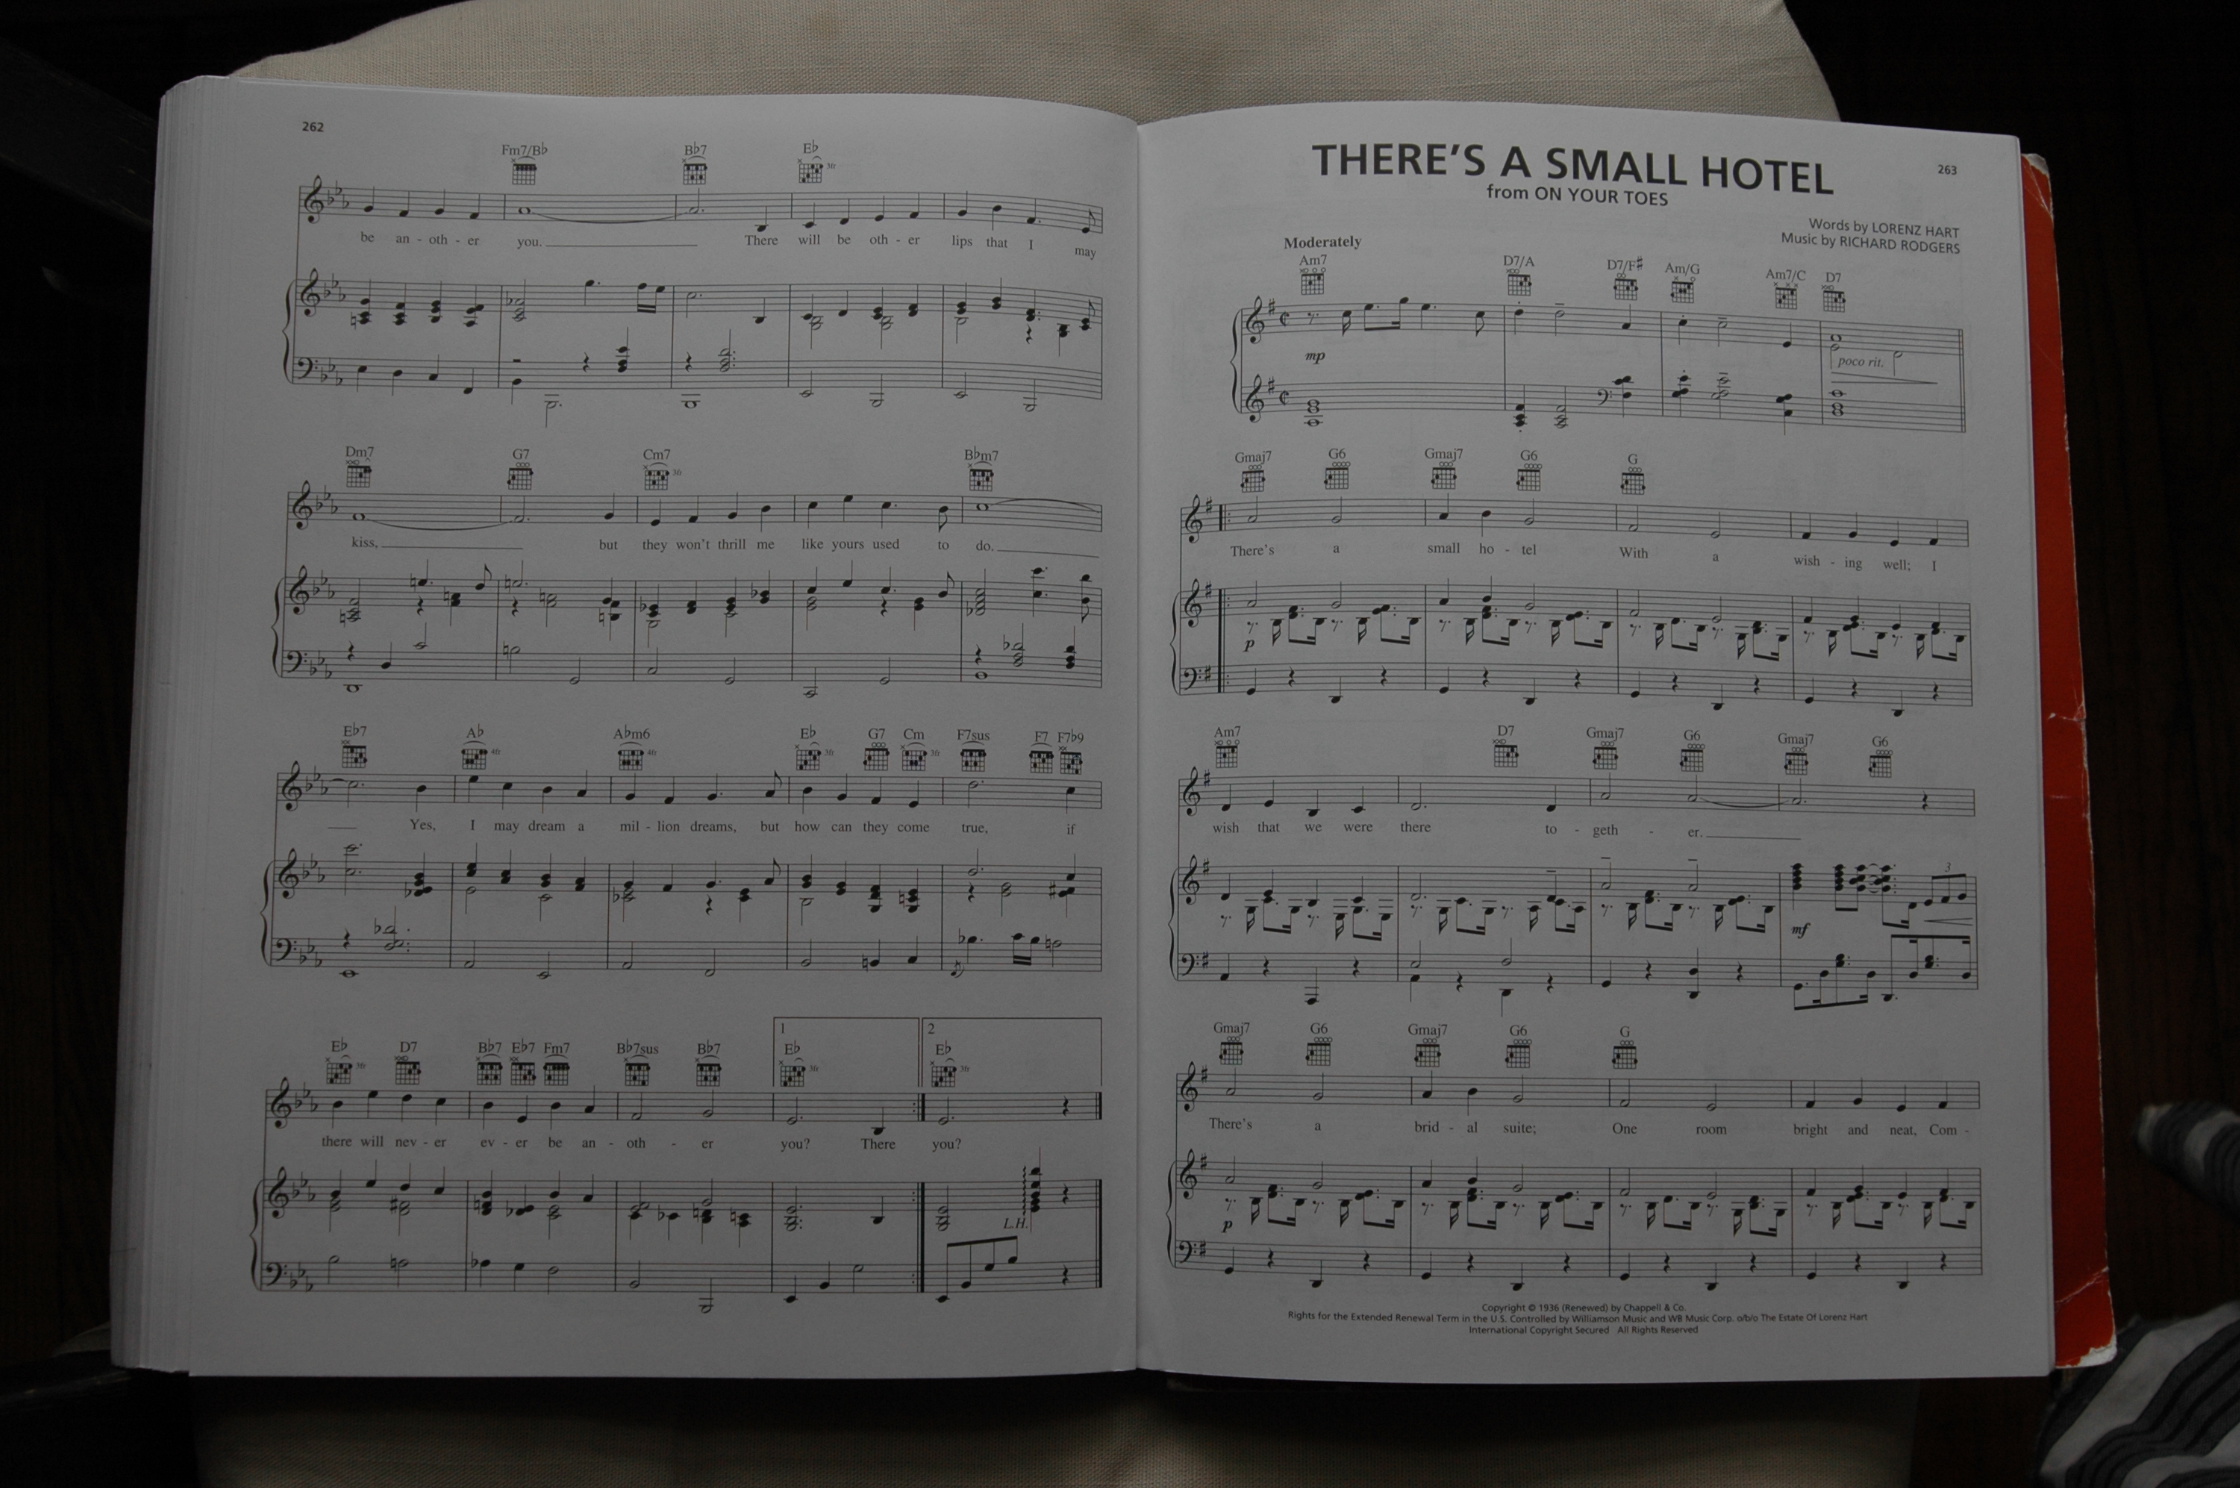 262
Fm7/B♭ B♭7 E♭
3fr
be an - oth - er you. There will be oth - er lips that I may
Dm7 G7 Cm7 B♭m7
3fr
kiss, but they won't thrill me like yours used to do.
E♭7 A♭ A♭m6 E♭ G7 Cm F7sus F7 F7♭9
4fr 4fr 3fr 3fr
Yes, I may dream a mil - lion dreams, but how can they come true, if
1 2
E♭ D7 B♭7 E♭7 Fm7 B♭7sus B♭7 E♭ E♭
3fr 3fr 3fr
there will nev - er ev - er be an - oth - er you? There you?
L.H.
THERE'S A SMALL HOTEL
263
from ON YOUR TOES
Words by LORENZ HART
Music by RICHARD RODGERS
Moderately
Am7 D7/A D7/F♯ Am/G Am7/C D7
mp
poco rit.
Gmaj7 G6 Gmaj7 G6 G
There's a small ho - tel With a wish - ing well; I
p
Am7 D7 Gmaj7 G6 Gmaj7 G6
wish that we were there to - geth - er.
3
mf
Gmaj7 G6 Gmaj7 G6 G
There's a brid - al suite; One room bright and neat, Com -
p
Copyright © 1936 (Renewed) by Chappell & Co.
Rights for the Extended Renewal Term in the U.S. Controlled by Williamson Music and WB Music Corp. o/b/o The Estate Of Lorenz Hart
International Copyright Secured All Rights Reserved